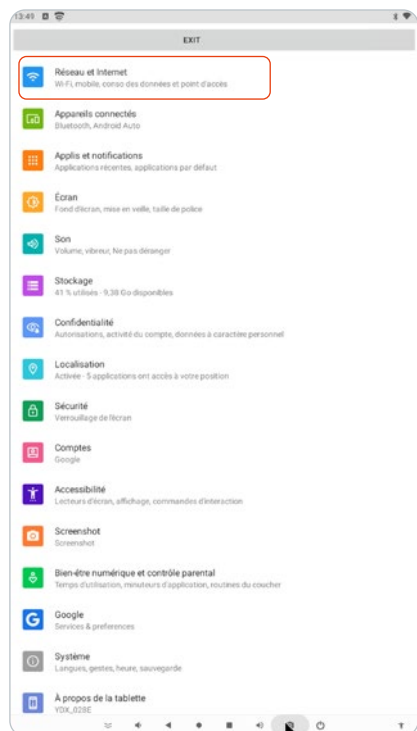 13:41
EXIT
Réseau et Internet
Wi-Fi, mobile, conso des données et point d'accès
Appareils connectés
Bluetooth, Android Auto
Applis et notifications
Applications récentes, applications par défaut
Écran
Fond d'écran, mise en veille, taille de police
Son
Volume, vibreur, Ne pas déranger
Stockage
41 % utilisés - 9,38 Go disponibles
Confidentialité
Autorisations, activité du compte, données à caractère personnel
Localisation
Activée - 5 applications ont accès à votre position
Sécurité
Verrouillage de l'écran
Comptes
Google
Accessibilité
Lecteurs d'écran, affichage, commandes d'interaction
Screenshot
Screenshot
Bien-être numérique et contrôle parental
Temps d'utilisation, minuteurs d'application, routines du coucher
G
Google
Services & preferences
Système
Langues, gestes, heure, sauvegarde
À propos de la tablette
YDX_028E